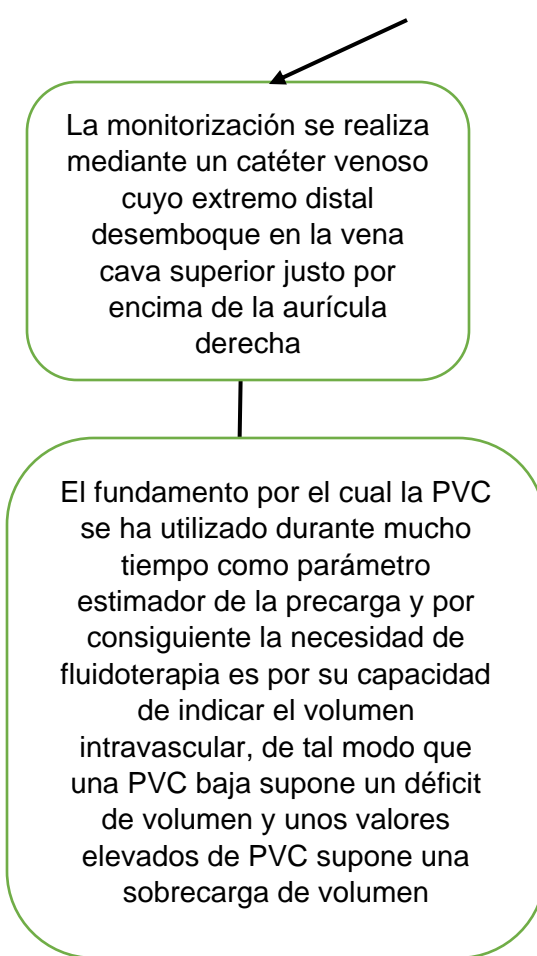 La monitorización se realiza
mediante un catéter venoso
cuyo extremo distal
desemboque en la vena
cava superior justo por
encima de la aurícula
derecha
El fundamento por el cual la PVC
se ha utilizado durante mucho
tiempo como parámetro
estimador de la precarga y por
consiguiente la necesidad de
fluidoterapia es por su capacidad
de indicar el volumen
intravascular, de tal modo que
una PVC baja supone un déficit
de volumen y unos valores
elevados de PVC supone una
sobrecarga de volumen